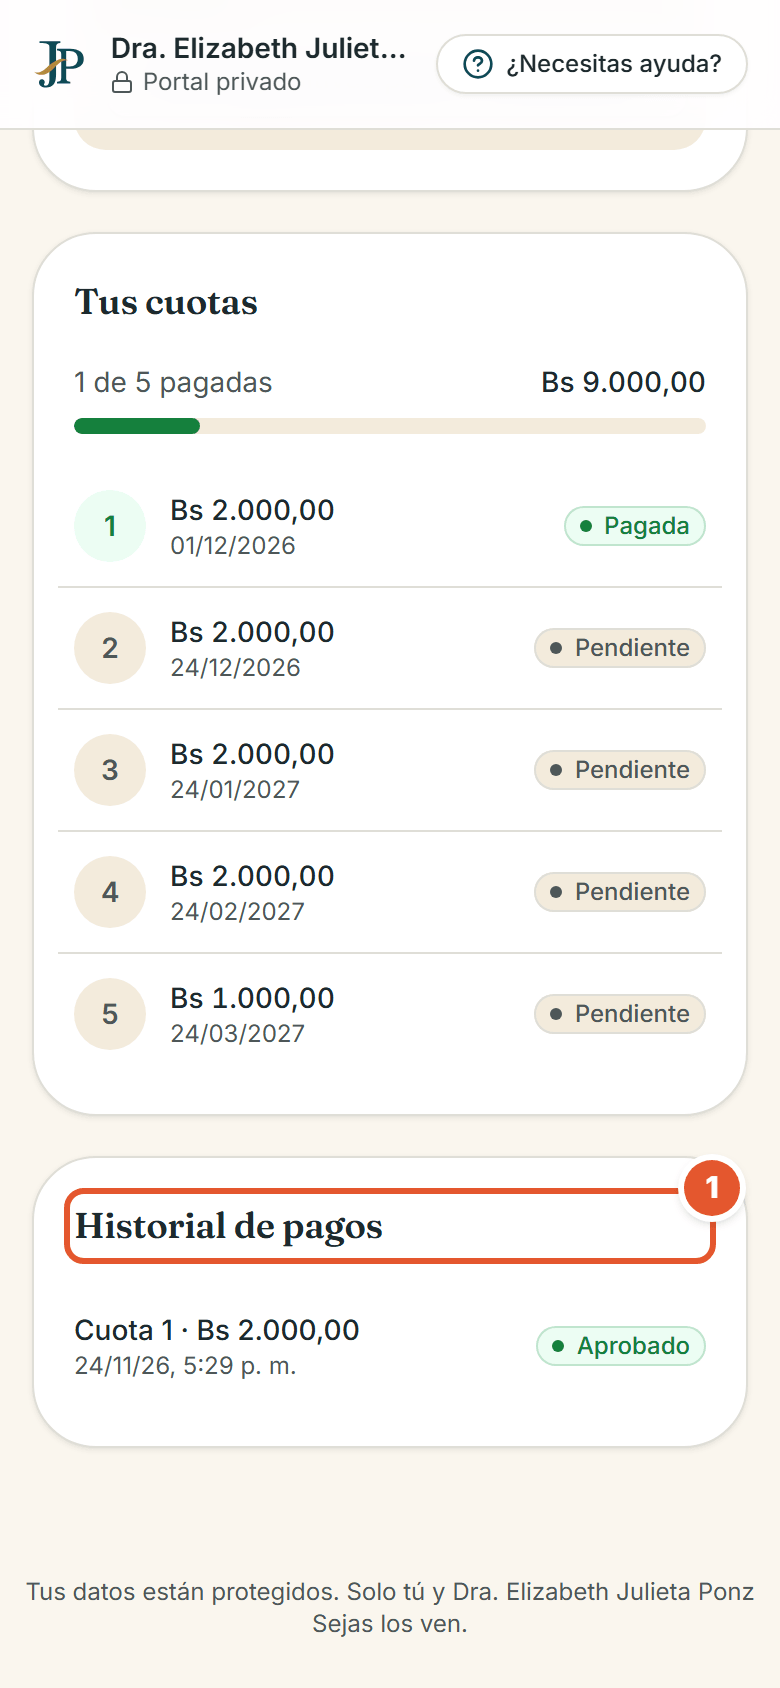 JP
Dra. Elizabeth Juliet...
Portal privado
¿Necesitas ayuda?
Tus cuotas
1 de 5 pagadas
Bs 9.000,00
1
Bs 2.000,00
01/12/2026
Pagada
2
Bs 2.000,00
24/12/2026
Pendiente
3
Bs 2.000,00
24/01/2027
Pendiente
4
Bs 2.000,00
24/02/2027
Pendiente
5
Bs 1.000,00
24/03/2027
Pendiente
1
Historial de pagos
Cuota 1 · Bs 2.000,00
24/11/26, 5:29 p. m.
Aprobado
Tus datos están protegidos. Solo tú y Dra. Elizabeth Julieta Ponz
Sejas los ven.